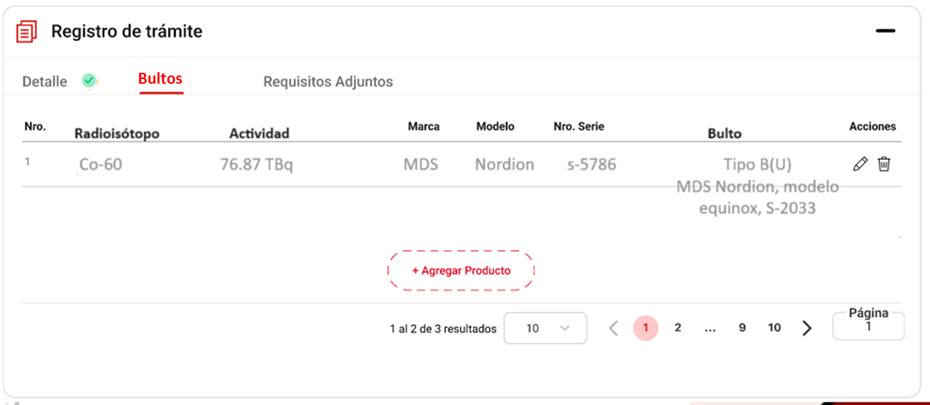 Registro de trámite
Detalle Bultos Requisitos Adjuntos
Nro. Radioisótopo Actividad Marca Modelo Nro. Serie Bulto Acciones
1 Co-60 76.87 TBq MDS Nordion s-5786 Tipo B(U)
MDS Nordion, modelo
equinox, S-2033
+ Agregar Producto
1 al 2 de 3 resultados 10 1 2 ... 9 10 Página
1